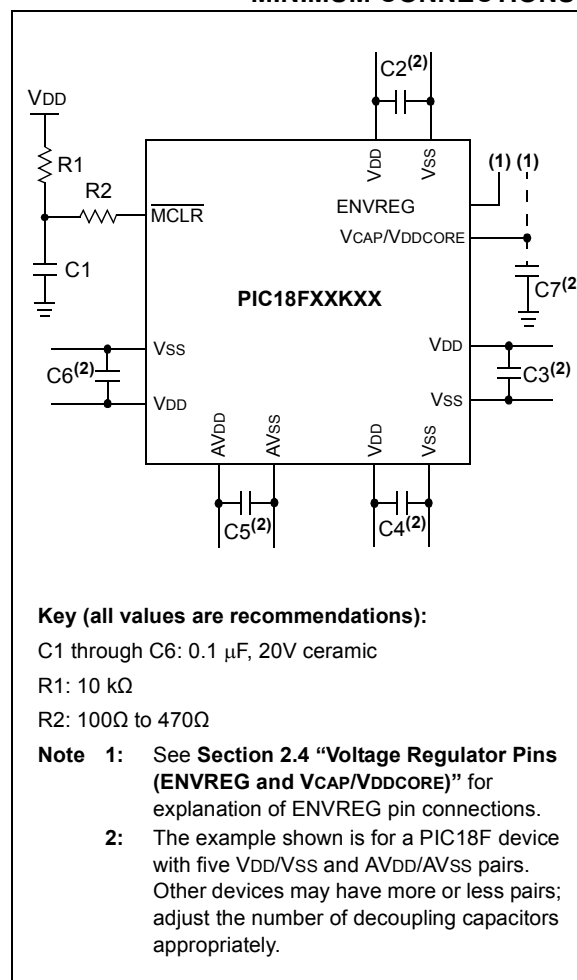 MINIMUM CONNECTIONS
C2(2)
VDD
R1
R2
C1
VDD
VSS
(1) (1)
MCLR
ENVREG
VCAP/VDDCORE
C7(2
PIC18FXXKXX
VSS
C6(2)
VDD
VDD
C3(2)
VSS
AVDD
AVSS
VDD
VSS
C5(2)
C4(2)
Key (all values are recommendations):
C1 through C6: 0.1 μF, 20V ceramic
R1: 10 kΩ
R2: 100Ω to 470Ω
Note 1: See Section 2.4 “Voltage Regulator Pins
(ENVREG and VCAP/VDDCORE)” for
explanation of ENVREG pin connections.
2: The example shown is for a PIC18F device
with five VDD/VSS and AVDD/AVSS pairs.
Other devices may have more or less pairs;
adjust the number of decoupling capacitors
appropriately.